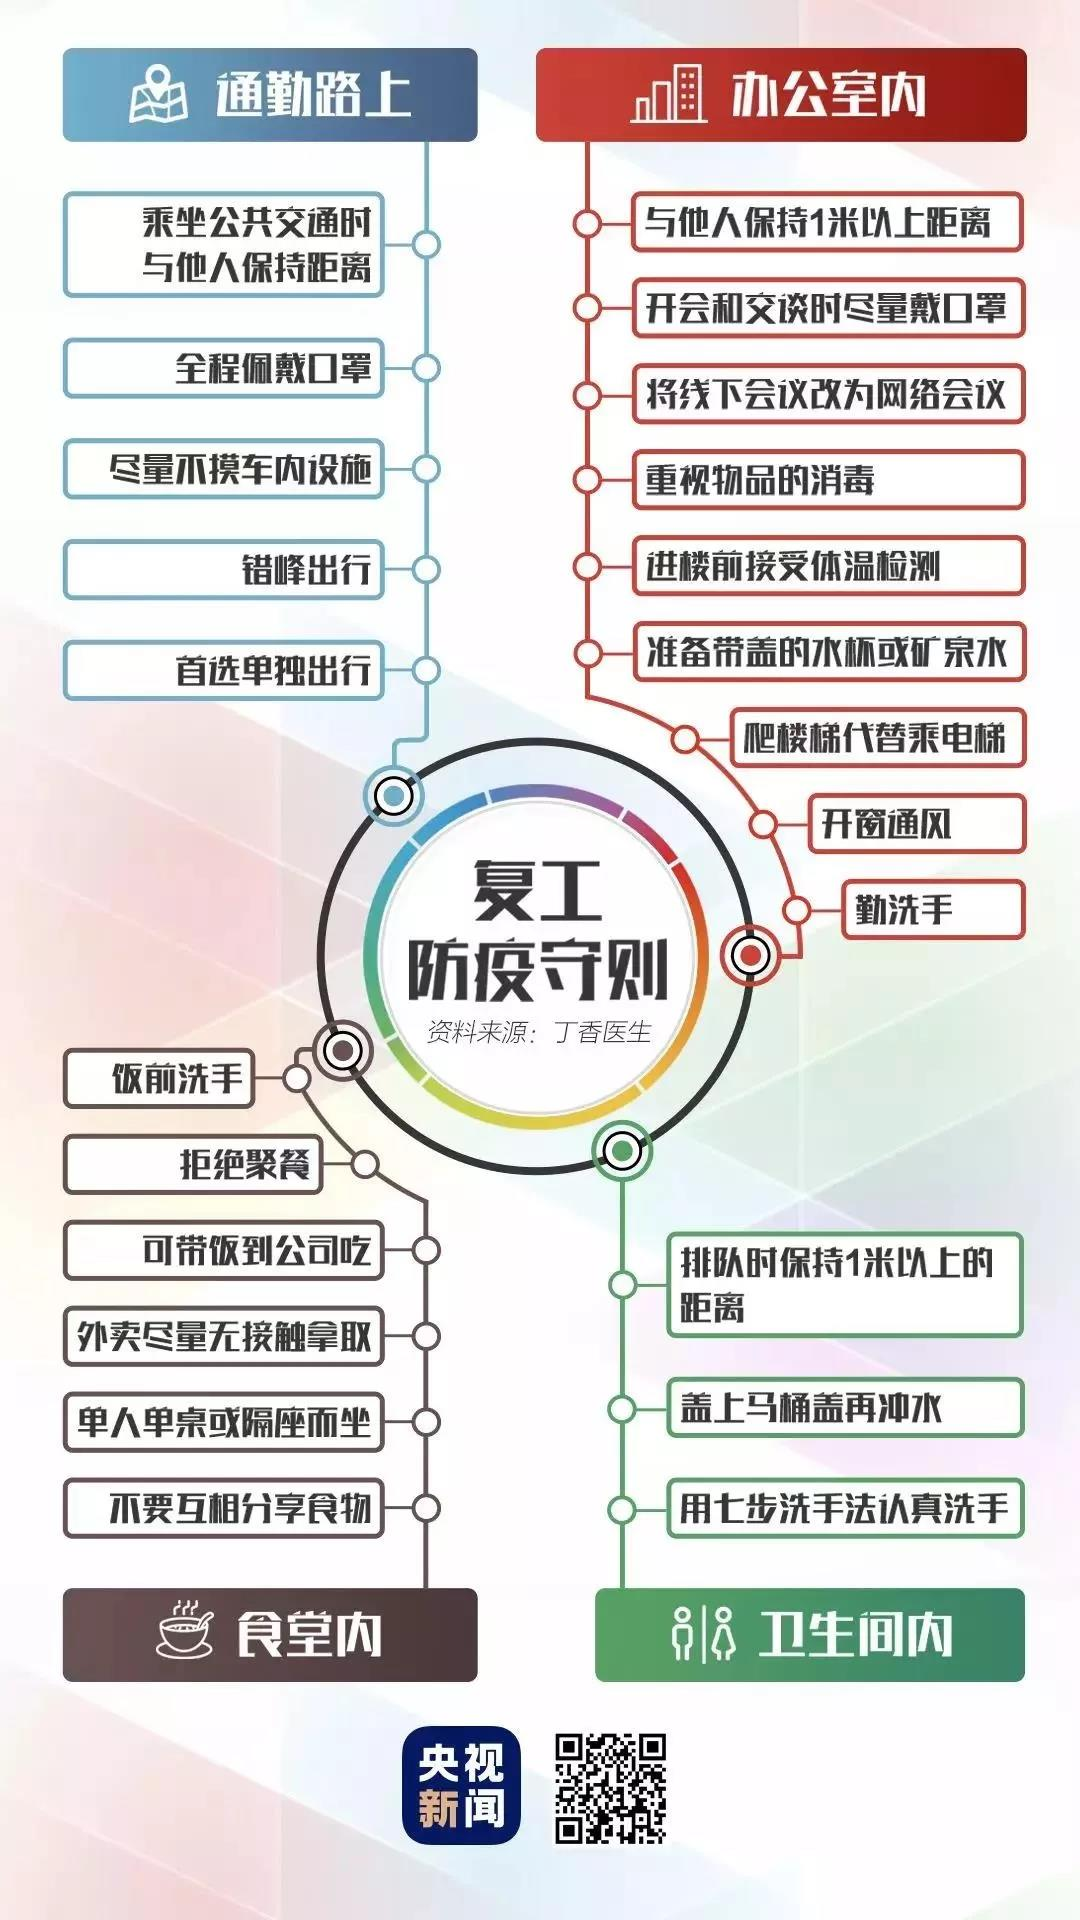 通勤路上
乘坐公共交通时
与他人保持距离
全程佩戴口罩
尽量不摸车内设施
错峰出行
首选单独出行
办公室内
与他人保持1米以上距离
开会和交谈时尽量戴口罩
将线下会议改为网络会议
重视物品的消毒
进楼前接受体温检测
准备带盖的水杯或矿泉水
爬楼梯代替乘电梯
开窗通风
勤洗手
复工
防疫守则
资料来源：丁香医生
饭前洗手
拒绝聚餐
可带饭到公司吃
外卖尽量无接触拿取
单人单桌或隔座而坐
不要互相分享食物
食堂内
排队时保持1米以上的
距离
盖上马桶盖再冲水
用七步洗手法认真洗手
卫生间内
央视
新闻